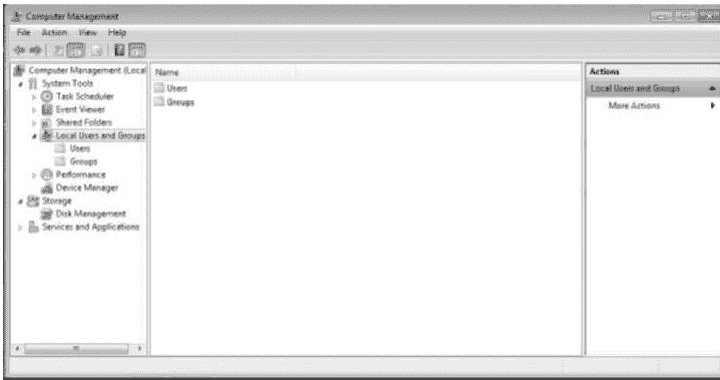 Computer Management
File Action View Help
Computer Management (Local
System Tools
Task Scheduler
Event Viewer
Shared Folders
Local Users and Groups
Users
Groups
Performance
Device Manager
Storage
Disk Management
Services and Applications
Name
Users
Groups
Actions
Local Users and Groups
More Actions